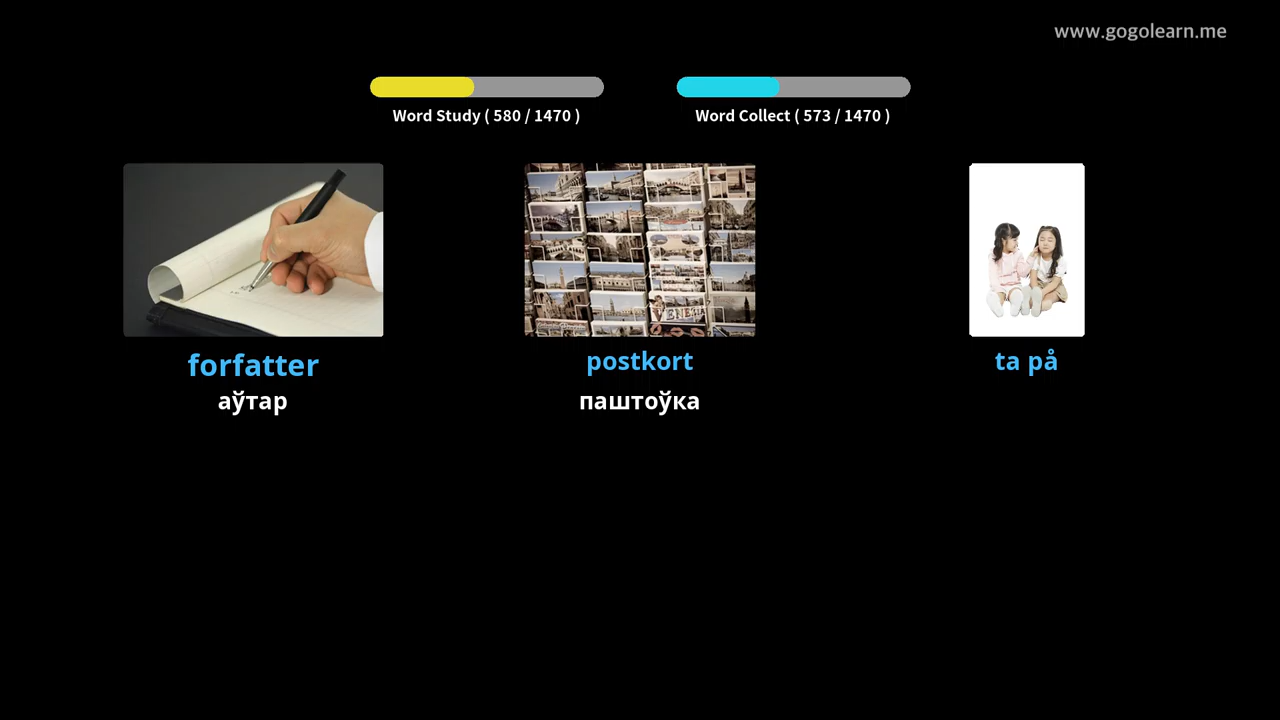 www.gogolearn.me
Word Study ( 580 / 1470 )
Word Collect ( 573 / 1470 )
forfatter
аўтар
postkort
паштоўка
ta på